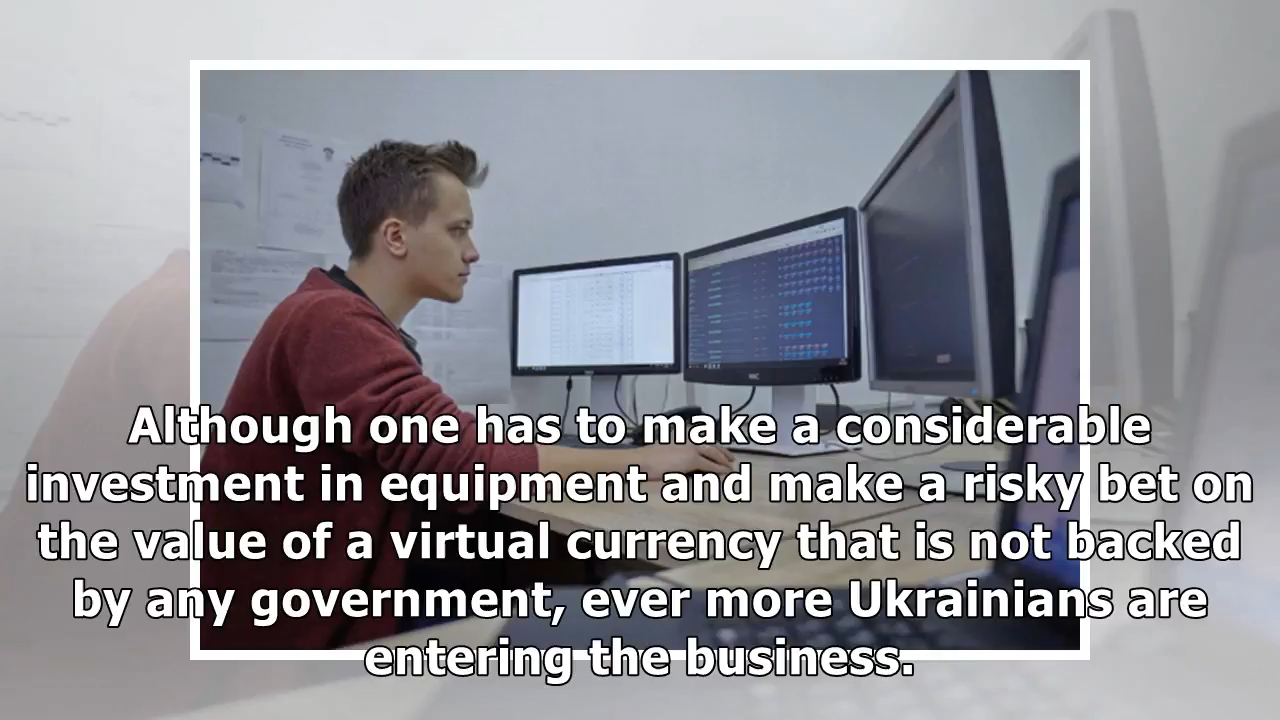 Although one has to make a considerable
investment in equipment and make a risky bet on
the value of a virtual currency that is not backed
by any government, ever more Ukrainians are
entering the business.